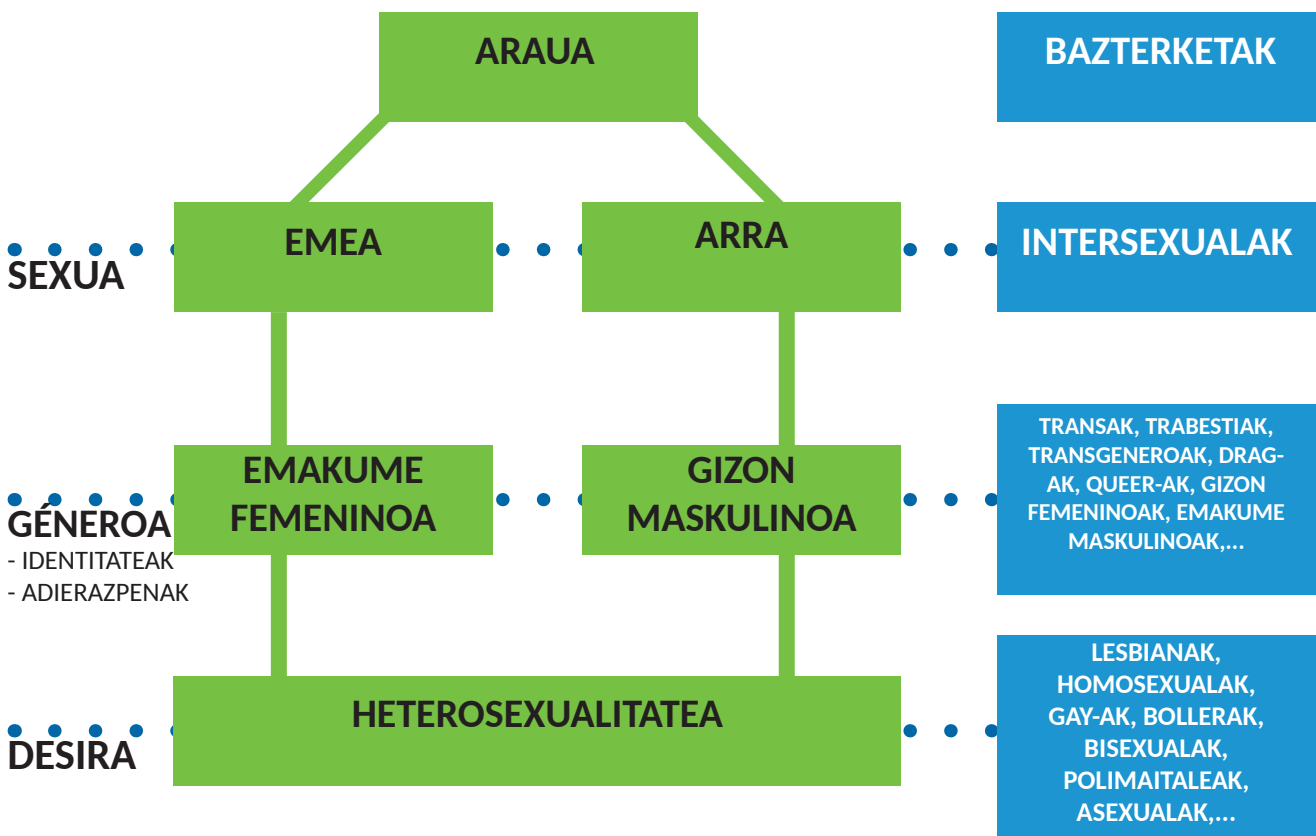 ARAUA
BAZTERKETAK
EMEA
ARRA
INTERSEXUALAK
SEXUA
TRANSAK, TRABESTIAK,
TRANSGENEROAK, DRAG-
AK, QUEER-AK, GIZON
FEMENINOAK, EMAKUME
MASKULINOAK,...
EMAKUME
FEMENINOA
GIZON
MASKULINOA
GÉNEROA
- IDENTITATEAK
- ADIERAZPENAK
HETEROSEXUALITATEA
DESIRA
LESBIANAK,
HOMOSEXUALAK,
GAY-AK, BOLLERAK,
BISEXUALAK,
POLIMAITALEAK,
ASEXUALAK,...